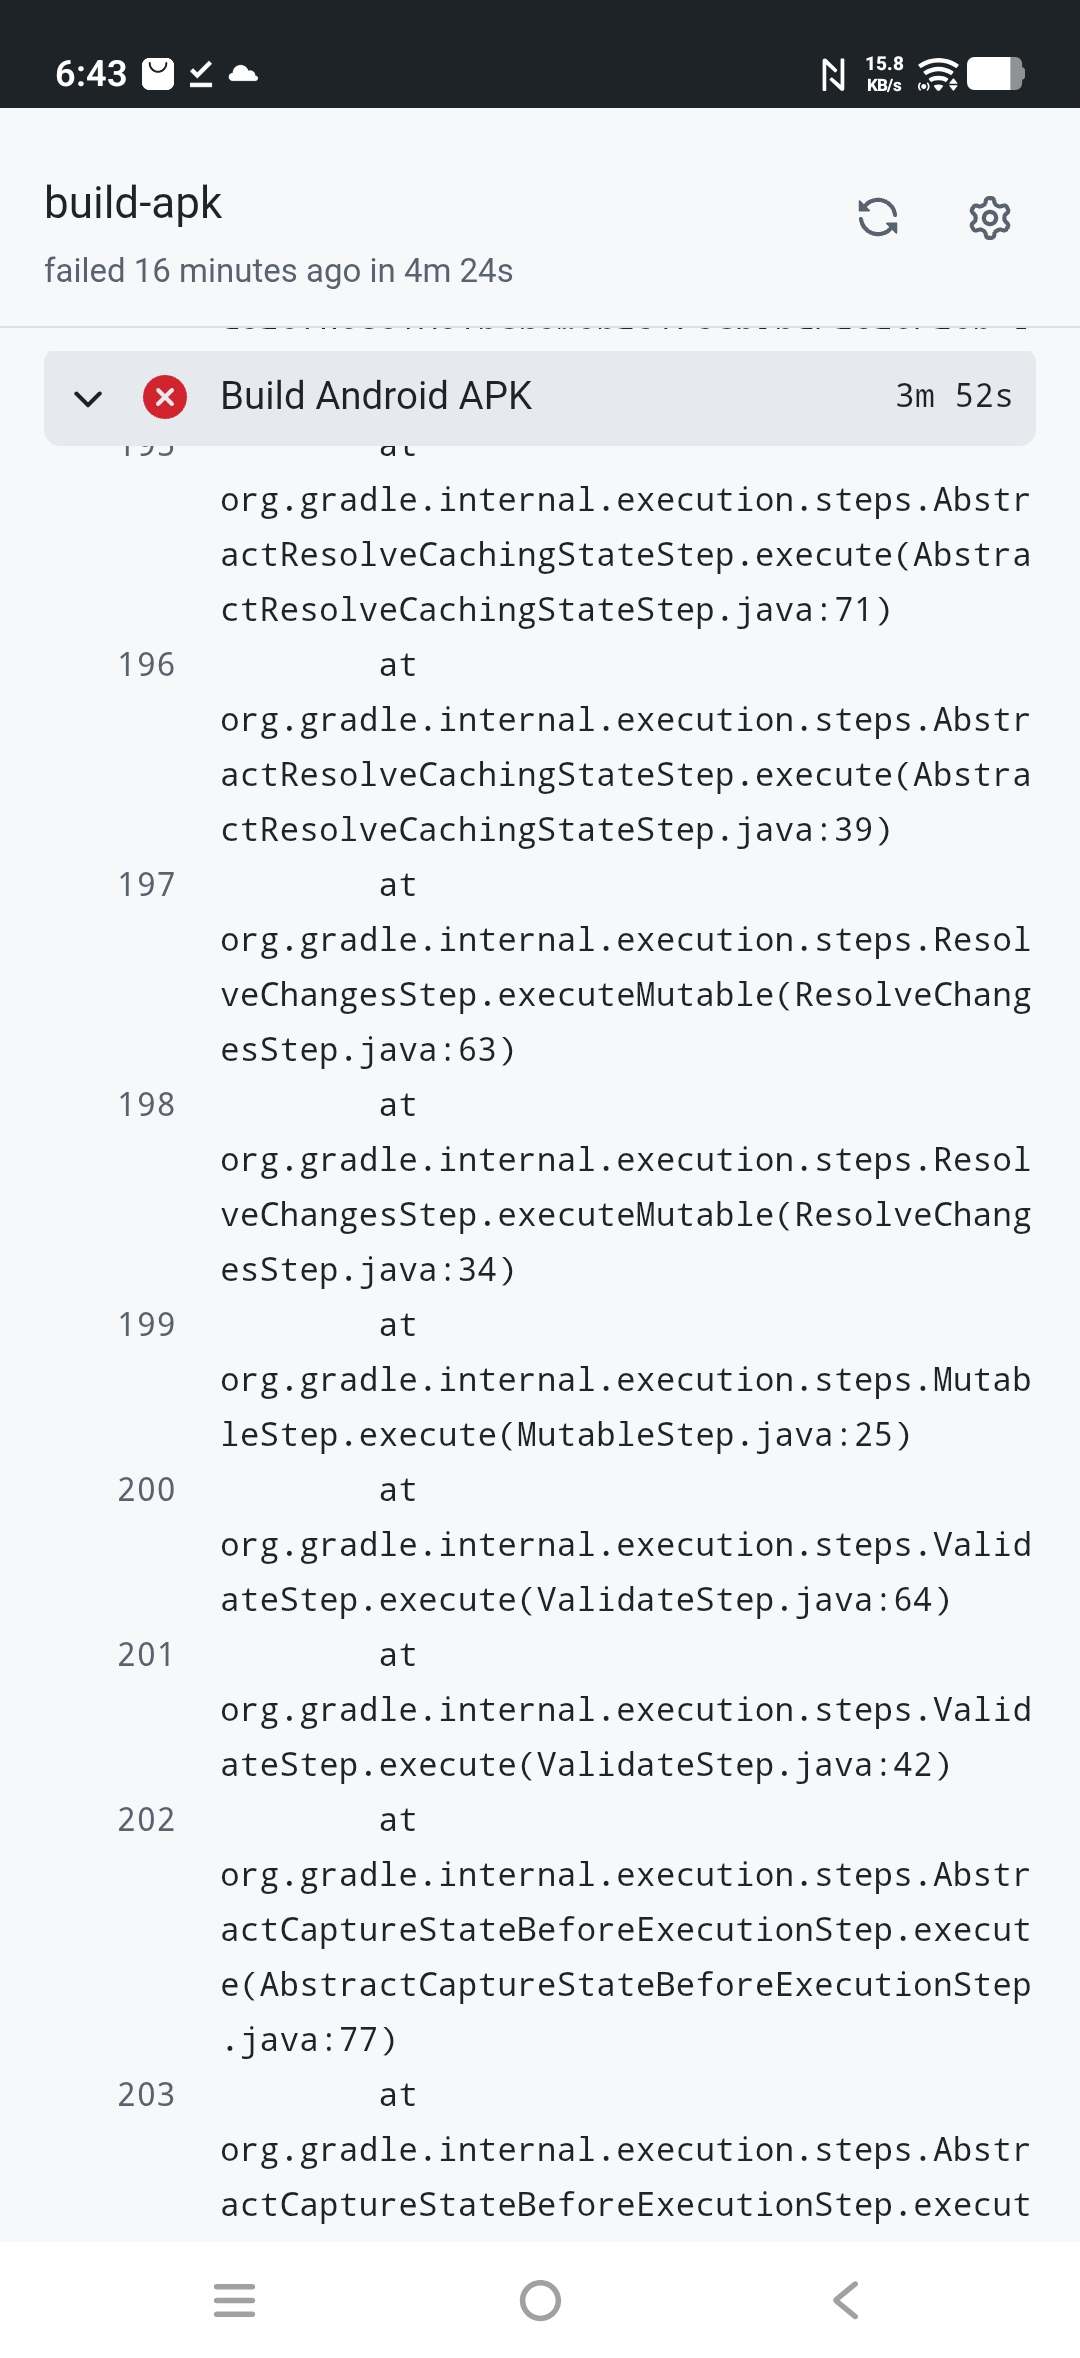 6:43
15.8
KB/s
build-apk
failed 16 minutes ago in 4m 24s
Build Android APK 3m 52s
195 at
org.gradle.internal.execution.steps.Abstr
actResolveCachingStateStep.execute(Abstra
ctResolveCachingStateStep.java:71)
196 at
org.gradle.internal.execution.steps.Abstr
actResolveCachingStateStep.execute(Abstra
ctResolveCachingStateStep.java:39)
197 at
org.gradle.internal.execution.steps.Resol
veChangesStep.executeMutable(ResolveChang
esStep.java:63)
198 at
org.gradle.internal.execution.steps.Resol
veChangesStep.executeMutable(ResolveChang
esStep.java:34)
199 at
org.gradle.internal.execution.steps.Mutab
leStep.execute(MutableStep.java:25)
200 at
org.gradle.internal.execution.steps.Valid
ateStep.execute(ValidateStep.java:64)
201 at
org.gradle.internal.execution.steps.Valid
ateStep.execute(ValidateStep.java:42)
202 at
org.gradle.internal.execution.steps.Abstr
actCaptureStateBeforeExecutionStep.execut
e(AbstractCaptureStateBeforeExecutionStep
.java:77)
203 at
org.gradle.internal.execution.steps.Abstr
actCaptureStateBeforeExecutionStep.execut